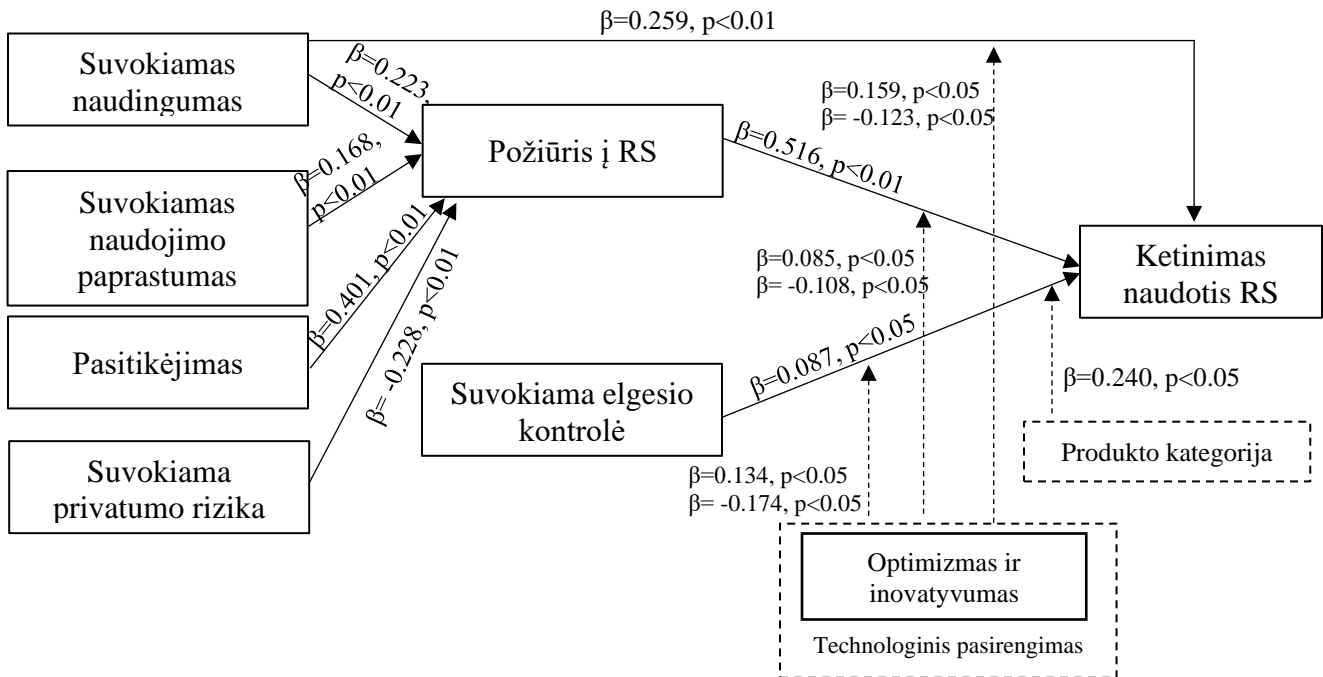 β=0.259, p<0.01
Suvokiamas
naudingumas
β=0.223,
p<0.01
β=0.159, p<0.05
β= -0.123, p<0.05
Požiūris į RS
β=0.516, p<0.01
β=0.168,
p<0.01
Suvokiamas
naudojimo
paprastumas
β=0.401, p<0.01
β= -0.228, p<0.01
β=0.085, p<0.05
β= -0.108, p<0.05
Ketinimas
naudotis RS
Pasitikėjimas
β=0.087, p<0.05
Suvokiama elgesio
kontrolė
β=0.240, p<0.05
Suvokiama
privatumo rizika
Produkto kategorija
β=0.134, p<0.05
β= -0.174, p<0.05
Optimizmas ir
inovatyvumas
Technologinis pasirengimas